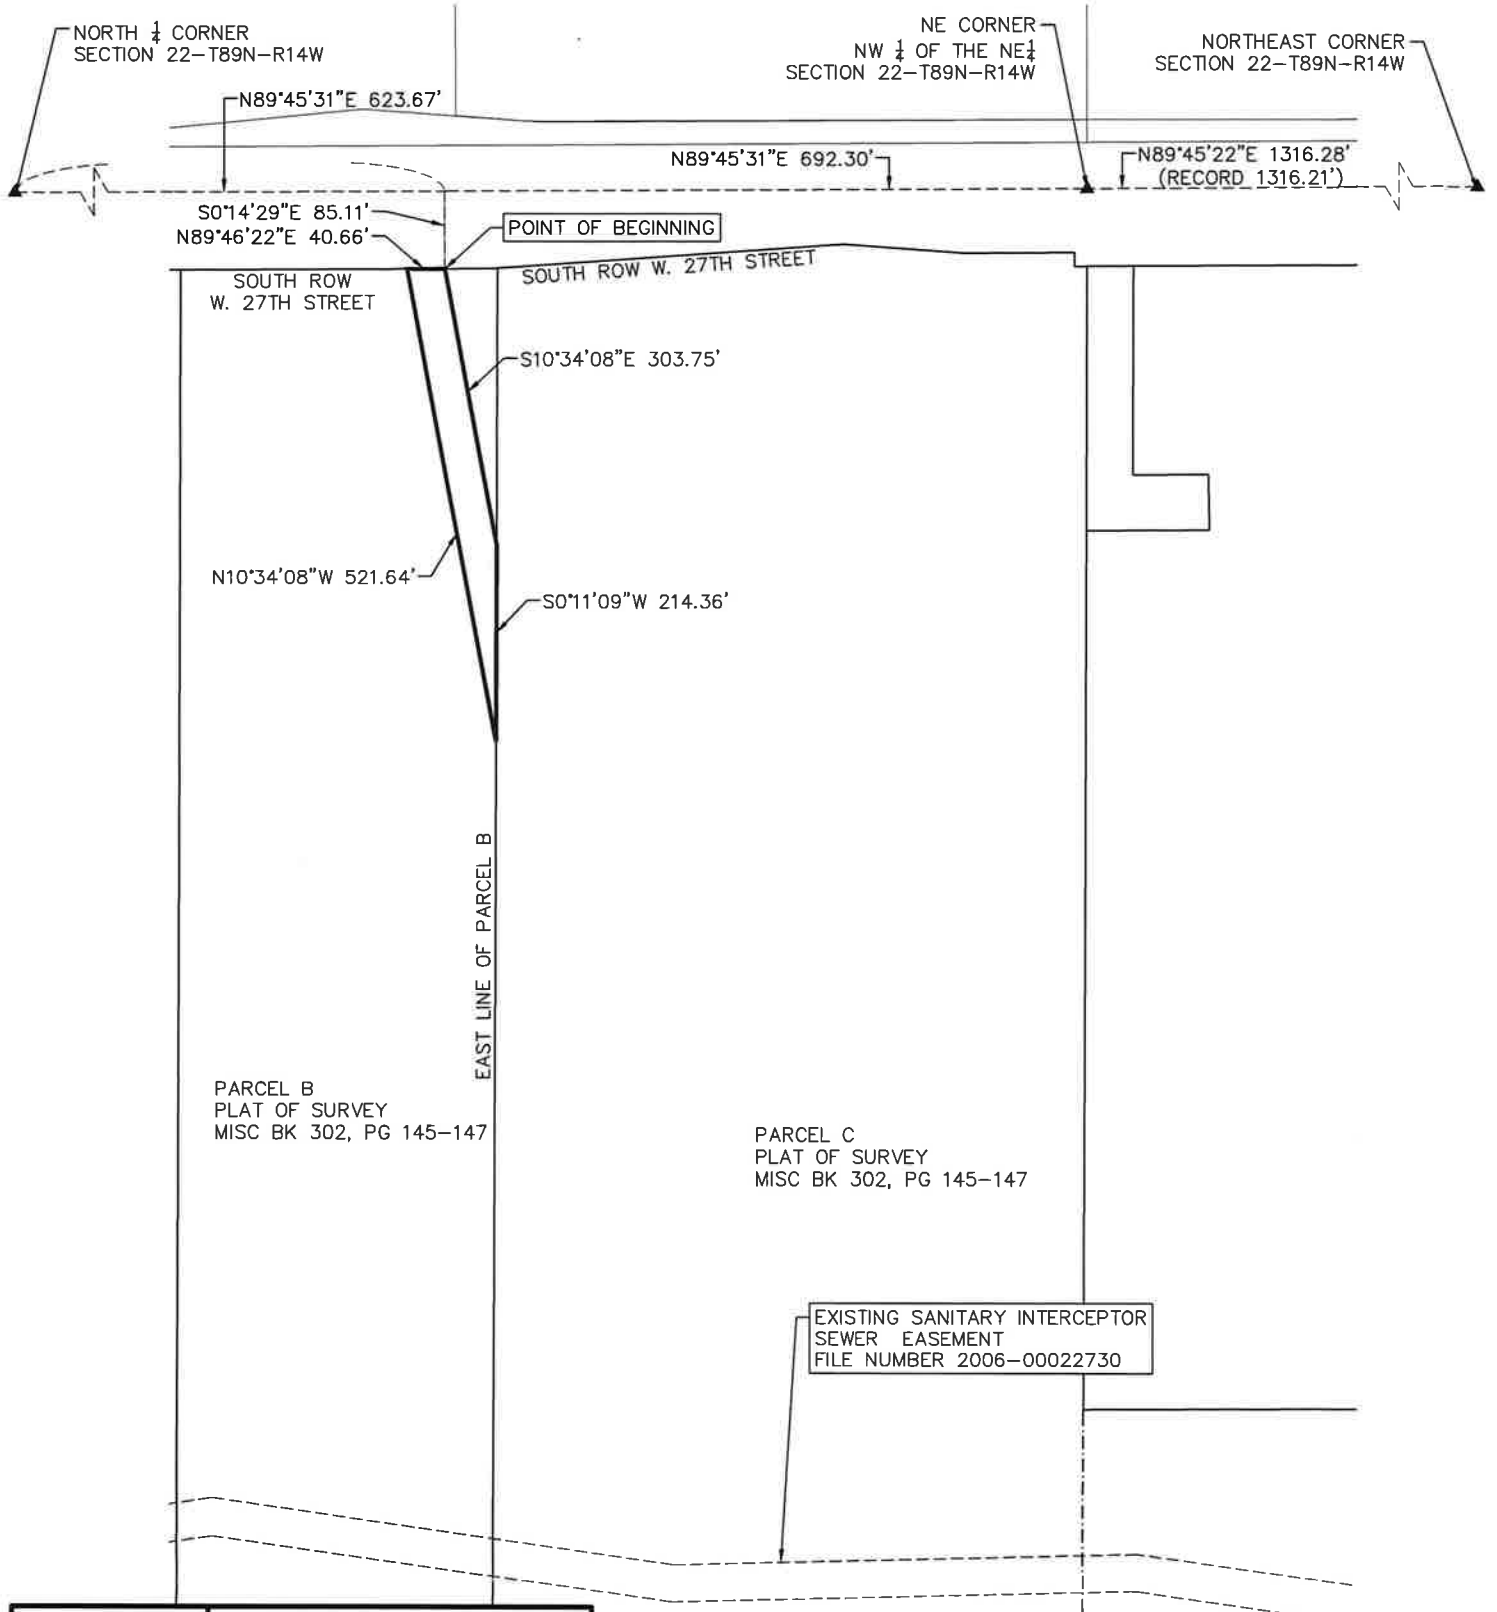 NORTH 1/4 CORNER
SECTION 22-T89N-R14W
NE CORNER
NW 1/4 OF THE NE1/4
SECTION 22-T89N-R14W
NORTHEAST CORNER
SECTION 22-T89N-R14W
N89°45'31"E 623.67'
N89°45'31"E 692.30'
N89°45'22"E 1316.28'
(RECORD 1316.21')
S0°14'29"E 85.11'
N89°46'22"E 40.66'
POINT OF BEGINNING
SOUTH ROW
W. 27TH STREET
SOUTH ROW W. 27TH STREET
S10°34'08"E 303.75'
N10°34'08"W 521.64'
S0°11'09"W 214.36'
EAST LINE OF PARCEL B
PARCEL B
PLAT OF SURVEY
MISC BK 302, PG 145-147
PARCEL C
PLAT OF SURVEY
MISC BK 302, PG 145-147
EXISTING SANITARY INTERCEPTOR
SEWER EASEMENT
FILE NUMBER 2006-00022730